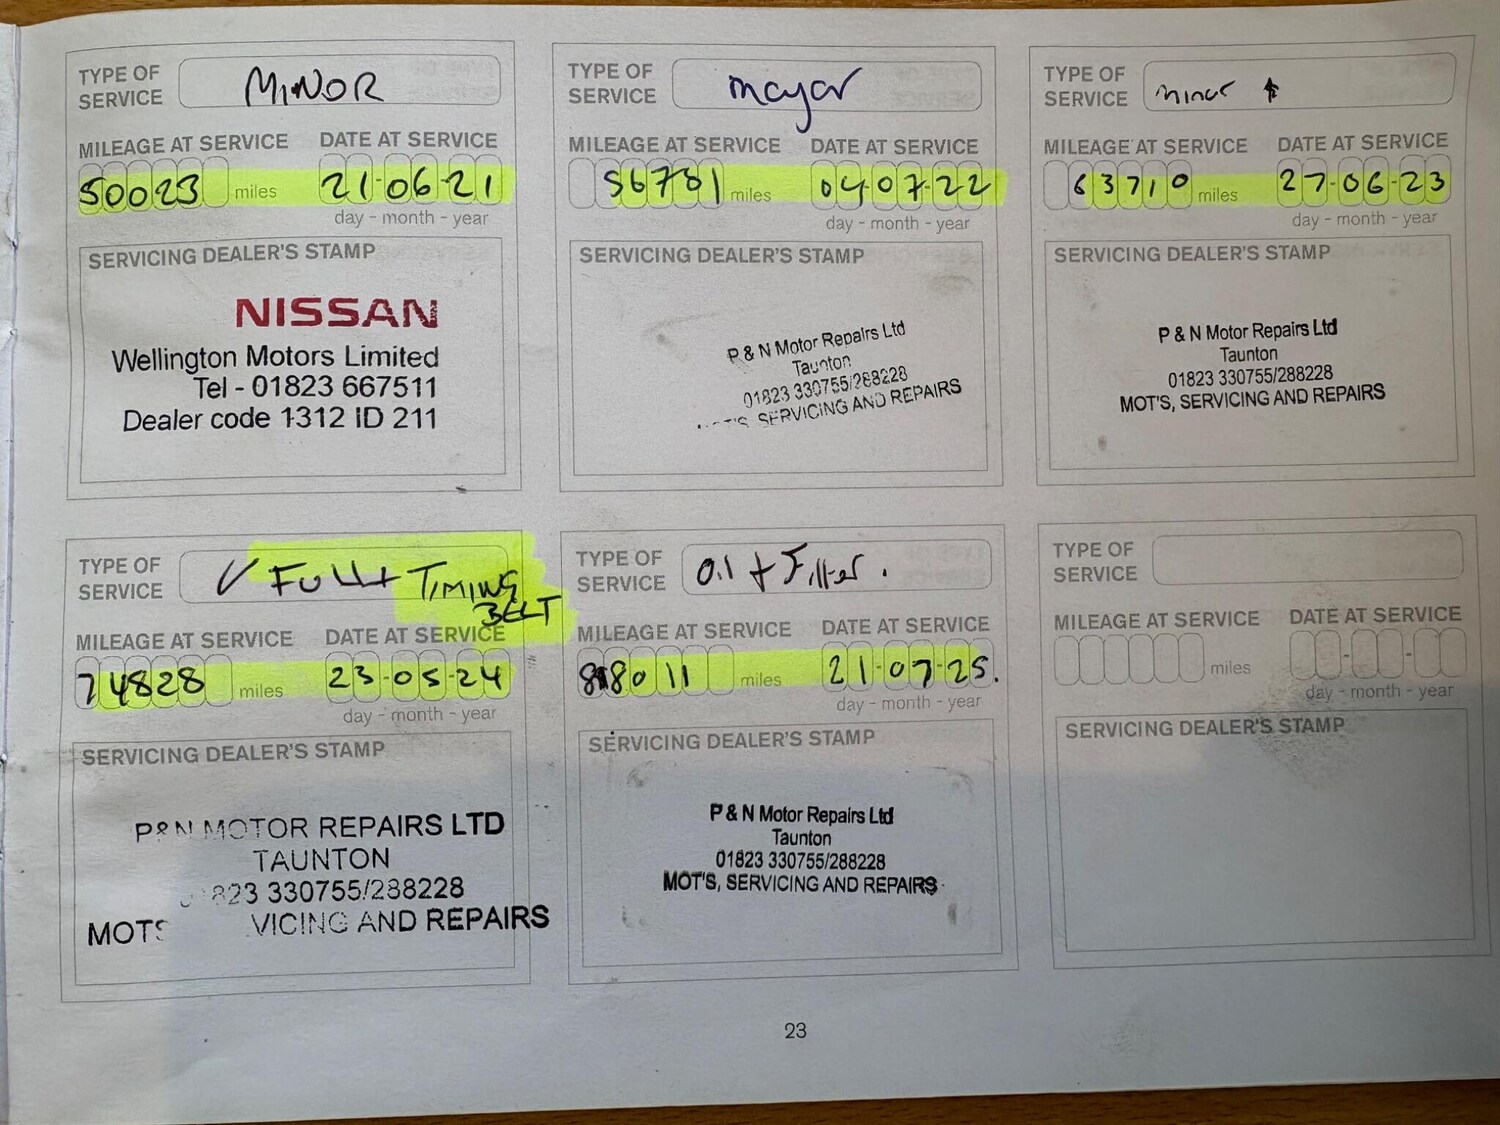 TYPE OF
SERVICE
MINOR
MILEAGE AT SERVICE
DATE AT SERVICE
50023 miles
21-06-21
day - month - year
SERVICING DEALER'S STAMP
NISSAN
Wellington Motors Limited
Tel - 01823 667511
Dealer code 1312 ID 211
TYPE OF
SERVICE
mayor
MILEAGE AT SERVICE
DATE AT SERVICE
56781 miles
04-07-22
day - month - year
SERVICING DEALER'S STAMP
P & N Motor Repairs Ltd
Taunton
01823 330755/288228
SERVICING AND REPAIRS
TYPE OF
SERVICE
minor
MILEAGE AT SERVICE
DATE AT SERVICE
63710 miles
27-06-23
day - month - year
SERVICING DEALER'S STAMP
P & N Motor Repairs Ltd
Taunton
01823 330755/288228
MOT'S, SERVICING AND REPAIRS
TYPE OF
SERVICE
✓ FULL + TIMING
BELT
MILEAGE AT SERVICE
DATE AT SERVICE
74828 miles
23-05-24
day - month - year
SERVICING DEALER'S STAMP
P&N MOTOR REPAIRS LTD
TAUNTON
823 330755/288228
MOTS VICING AND REPAIRS
TYPE OF
SERVICE
Oil + Filter.
MILEAGE AT SERVICE
DATE AT SERVICE
88011 miles
21-07-25.
day - month - year
SERVICING DEALER'S STAMP
P & N Motor Repairs Ltd
Taunton
01823 330755/288228
MOT'S, SERVICING AND REPAIRS
TYPE OF
SERVICE
MILEAGE AT SERVICE
DATE AT SERVICE
miles
day - month - year
SERVICING DEALER'S STAMP
23